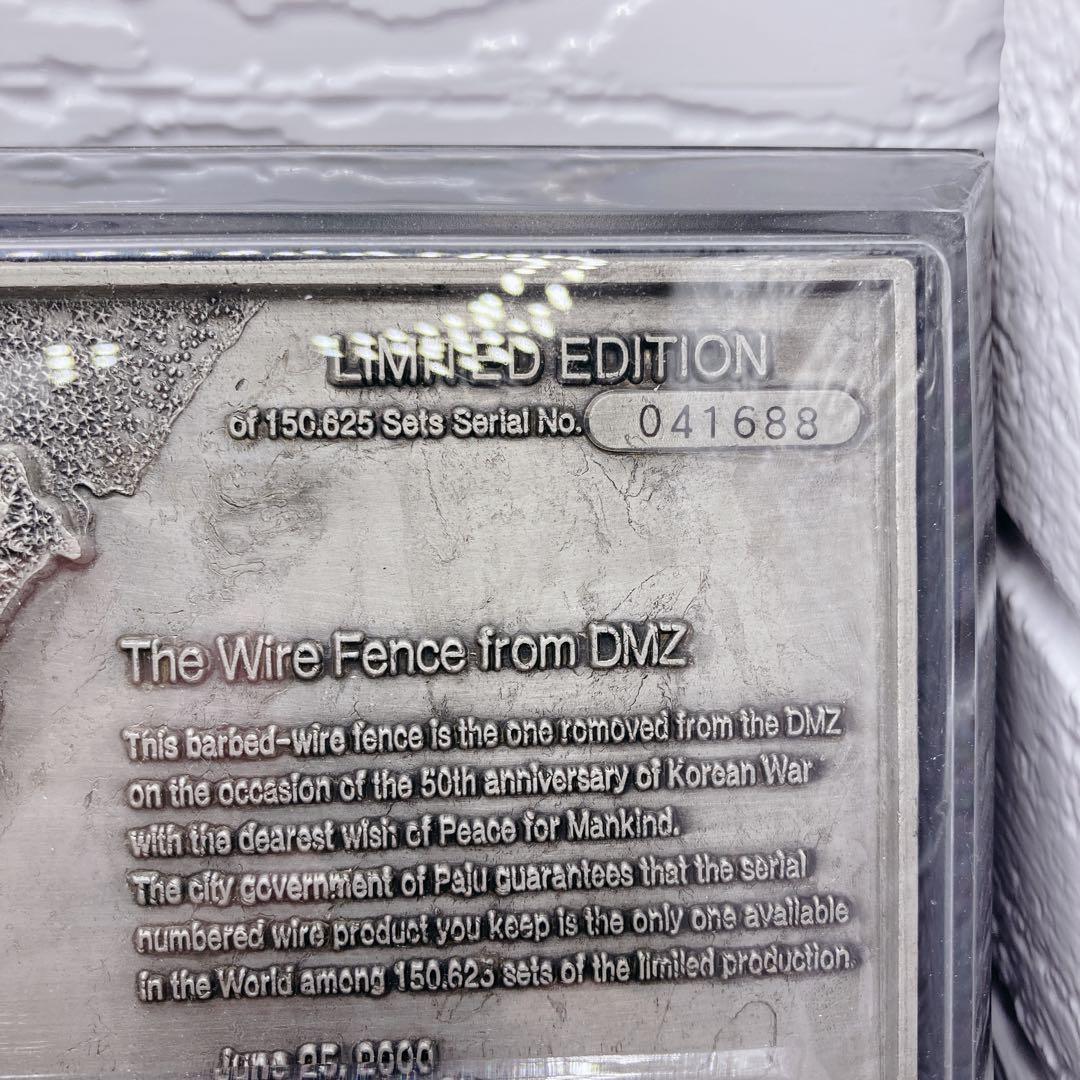 LIMITED EDITION
of 150.625 Sets Serial No. 041688
The Wire Fence from DMZ
This barbed-wire fence is the one romoved from the DMZ
on the occasion of the 50th anniversary of Korean War
with the dearest wish of Peace for Mankind.
The city government of Paju guarantees that the serial
numbered wire product you keep is the only one available
in the World among 150.625 sets of the limited production.
June 25, 2000